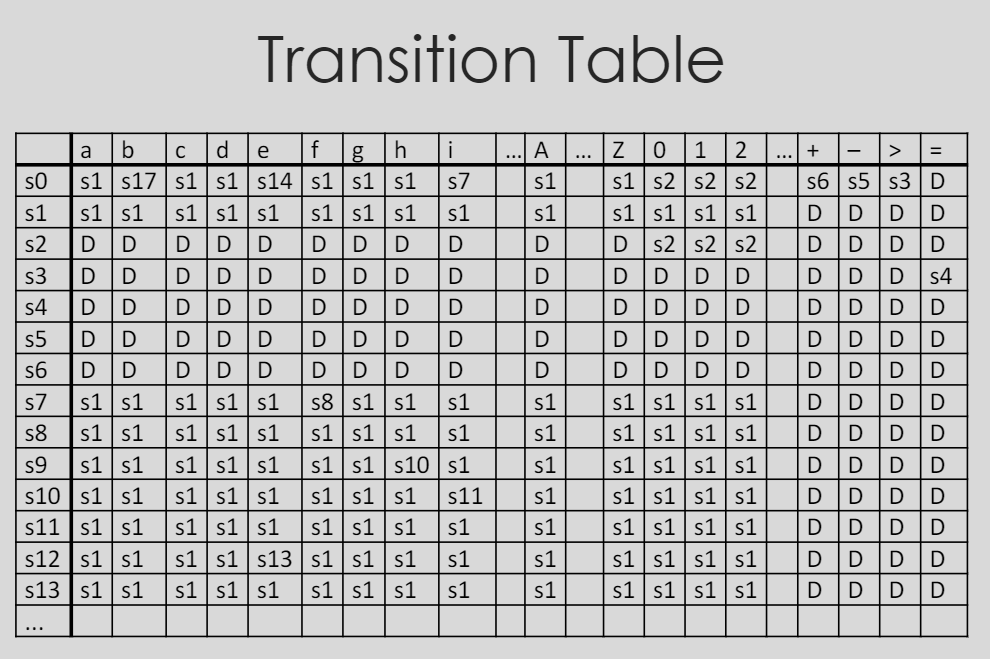 Transition Table
a b c d e f g h i ... A ... Z 0 1 2 ... + – > =
s0 s1 s17 s1 s1 s14 s1 s1 s1 s7 s1 s1 s2 s2 s2 s6 s5 s3 D
s1 s1 s1 s1 s1 s1 s1 s1 s1 s1 s1 s1 s1 s1 s1 D D D D
s2 D D D D D D D D D D D s2 s2 s2 D D D D
s3 D D D D D D D D D D D D D D D D D s4
s4 D D D D D D D D D D D D D D D D D D
s5 D D D D D D D D D D D D D D D D D D
s6 D D D D D D D D D D D D D D D D D D
s7 s1 s1 s1 s1 s1 s8 s1 s1 s1 s1 s1 s1 s1 s1 D D D D
s8 s1 s1 s1 s1 s1 s1 s1 s1 s1 s1 s1 s1 s1 s1 D D D D
s9 s1 s1 s1 s1 s1 s1 s1 s10 s1 s1 s1 s1 s1 s1 D D D D
s10 s1 s1 s1 s1 s1 s1 s1 s1 s11 s1 s1 s1 s1 s1 D D D D
s11 s1 s1 s1 s1 s1 s1 s1 s1 s1 s1 s1 s1 s1 s1 D D D D
s12 s1 s1 s1 s1 s13 s1 s1 s1 s1 s1 s1 s1 s1 s1 D D D D
s13 s1 s1 s1 s1 s1 s1 s1 s1 s1 s1 s1 s1 s1 s1 D D D D
...